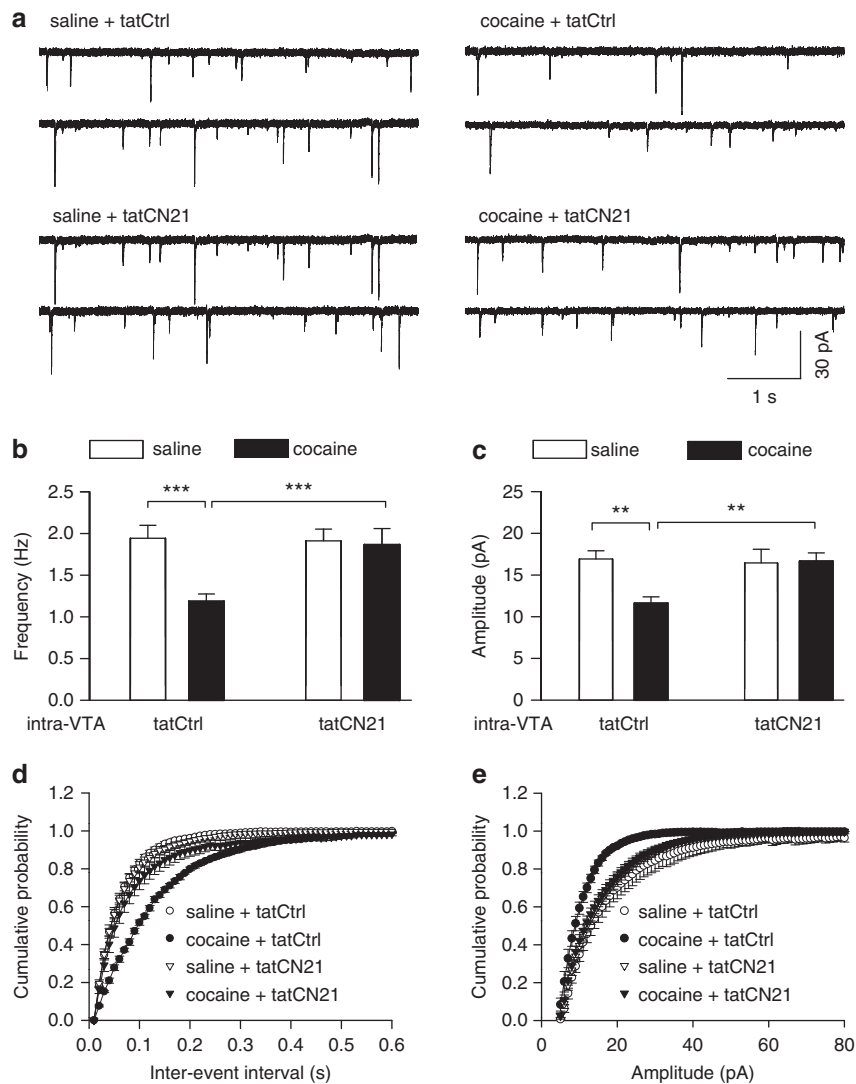 a
saline + tatCtrl
cocaine + tatCtrl
saline + tatCN21
cocaine + tatCN21
30 pA
1 s
b
saline
cocaine
Frequency (Hz)
2.5
2.0
1.5
1.0
0.5
0.0
***
***
intra-VTA
tatCtrl
tatCN21
c
saline
cocaine
Amplitude (pA)
25
20
15
10
5
0
**
**
intra-VTA
tatCtrl
tatCN21
d
Cumulative probability
1.2
1.0
0.8
0.6
0.4
0.2
0.0
saline + tatCtrl
cocaine + tatCtrl
saline + tatCN21
cocaine + tatCN21
0.0 0.1 0.2 0.3 0.4 0.5 0.6
Inter-event interval (s)
e
Cumulative probability
1.2
1.0
0.8
0.6
0.4
0.2
0.0
saline + tatCtrl
cocaine + tatCtrl
saline + tatCN21
cocaine + tatCN21
0 20 40 60 80
Amplitude (pA)